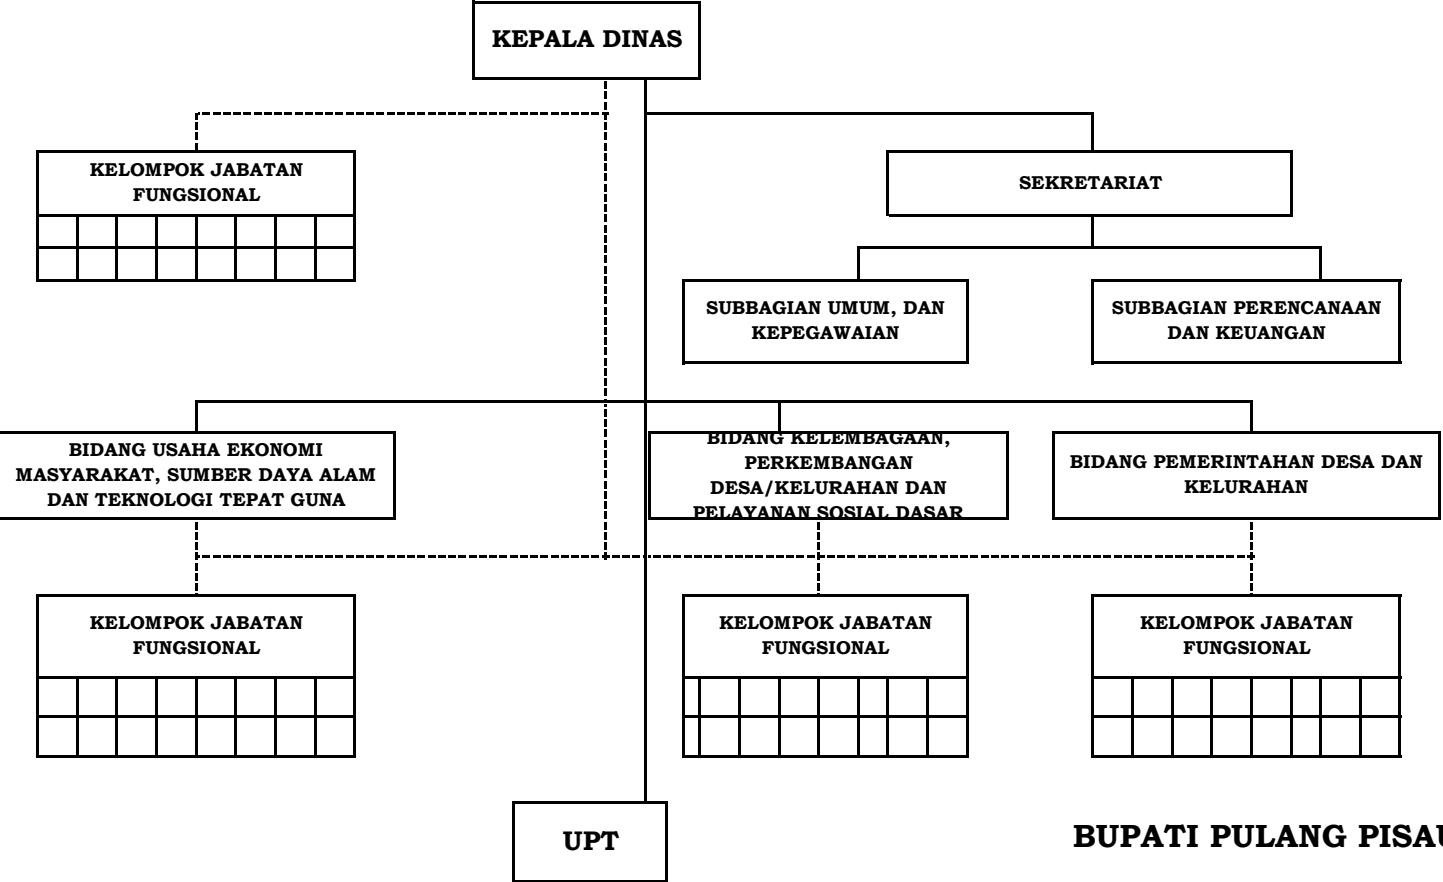 KEPALA DINAS
KELOMPOK JABATAN
FUNGSIONAL
SEKRETARIAT
SUBBAGIAN UMUM, DAN
KEPEGAWAIAN
SUBBAGIAN PERENCANAAN
DAN KEUANGAN
BIDANG USAHA EKONOMI
MASYARAKAT, SUMBER DAYA ALAM
DAN TEKNOLOGI TEPAT GUNA
BIDANG KELEMBAGAAN,
PERKEMBANGAN
DESA/KELURAHAN DAN
PELAYANAN SOSIAL DASAR
BIDANG PEMERINTAHAN DESA DAN
KELURAHAN
KELOMPOK JABATAN
FUNGSIONAL
KELOMPOK JABATAN
FUNGSIONAL
KELOMPOK JABATAN
FUNGSIONAL
UPT
BUPATI PULANG PISAU